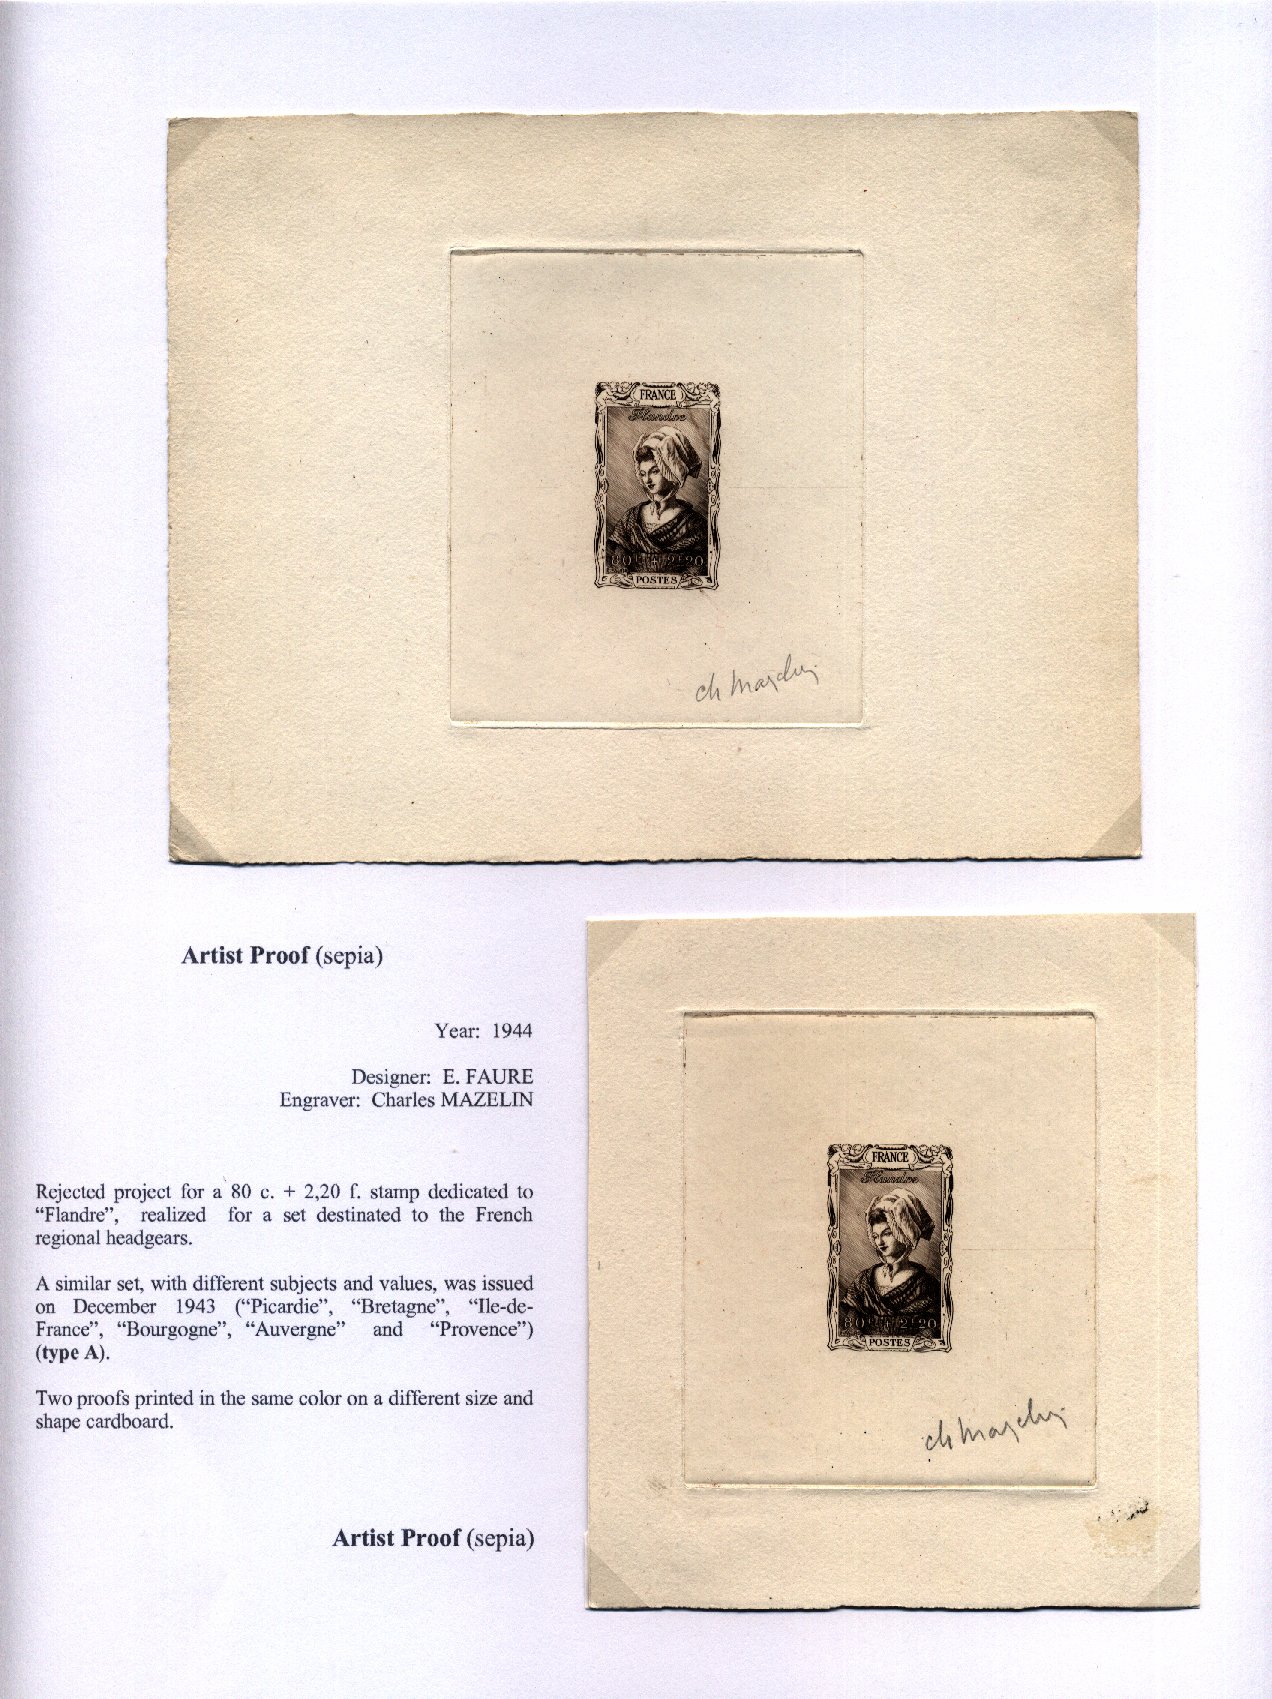 FRANCE
Flandre
80c + 2f20
POSTES
ch Mazelin
Artist Proof (sepia)
Year: 1944
Designer: E. FAURE
Engraver: Charles MAZELIN
Rejected project for a 80 c. + 2,20 f. stamp dedicated to
“Flandre”, realized for a set destinated to the French
regional headgears.
A similar set, with different subjects and values, was issued
on December 1943 (“Picardie”, “Bretagne”, “Ile-de-
France”, “Bourgogne”, “Auvergne” and “Provence”)
(type A).
Two proofs printed in the same color on a different size and
shape cardboard.
Artist Proof (sepia)
FRANCE
Flandre
80c + 2f20
POSTES
ch Mazelin